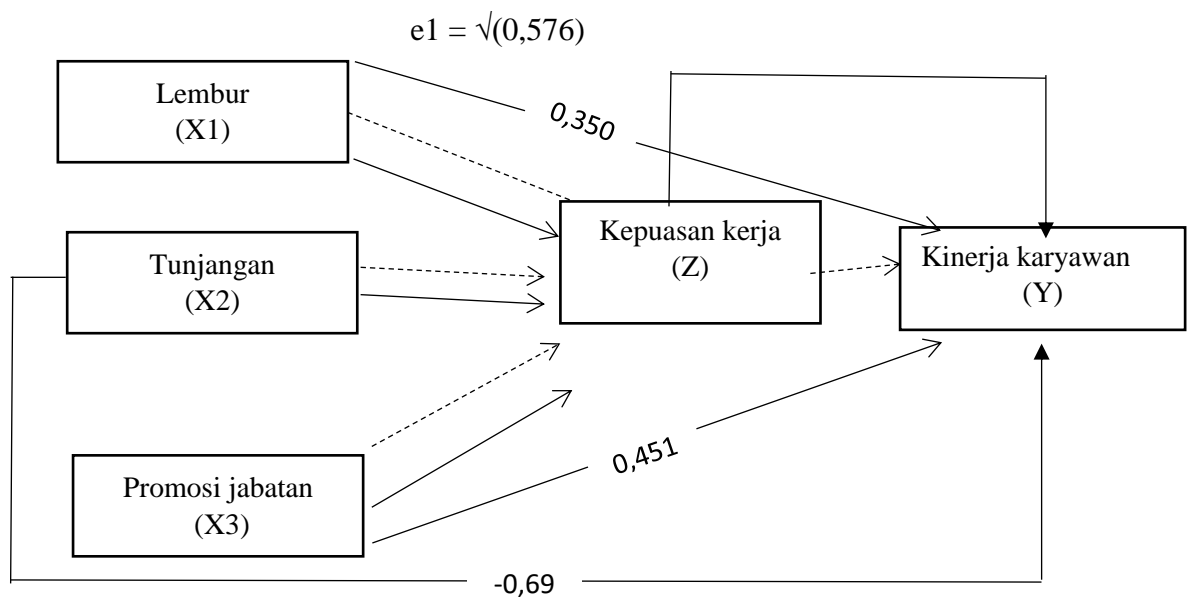 e1 = √(0,576)
Lembur
(X1)
0,350
Kepuasan kerja
(Z)
Kinerja karyawan
(Y)
Tunjangan
(X2)
Promosi jabatan
(X3)
0,451
-0,69